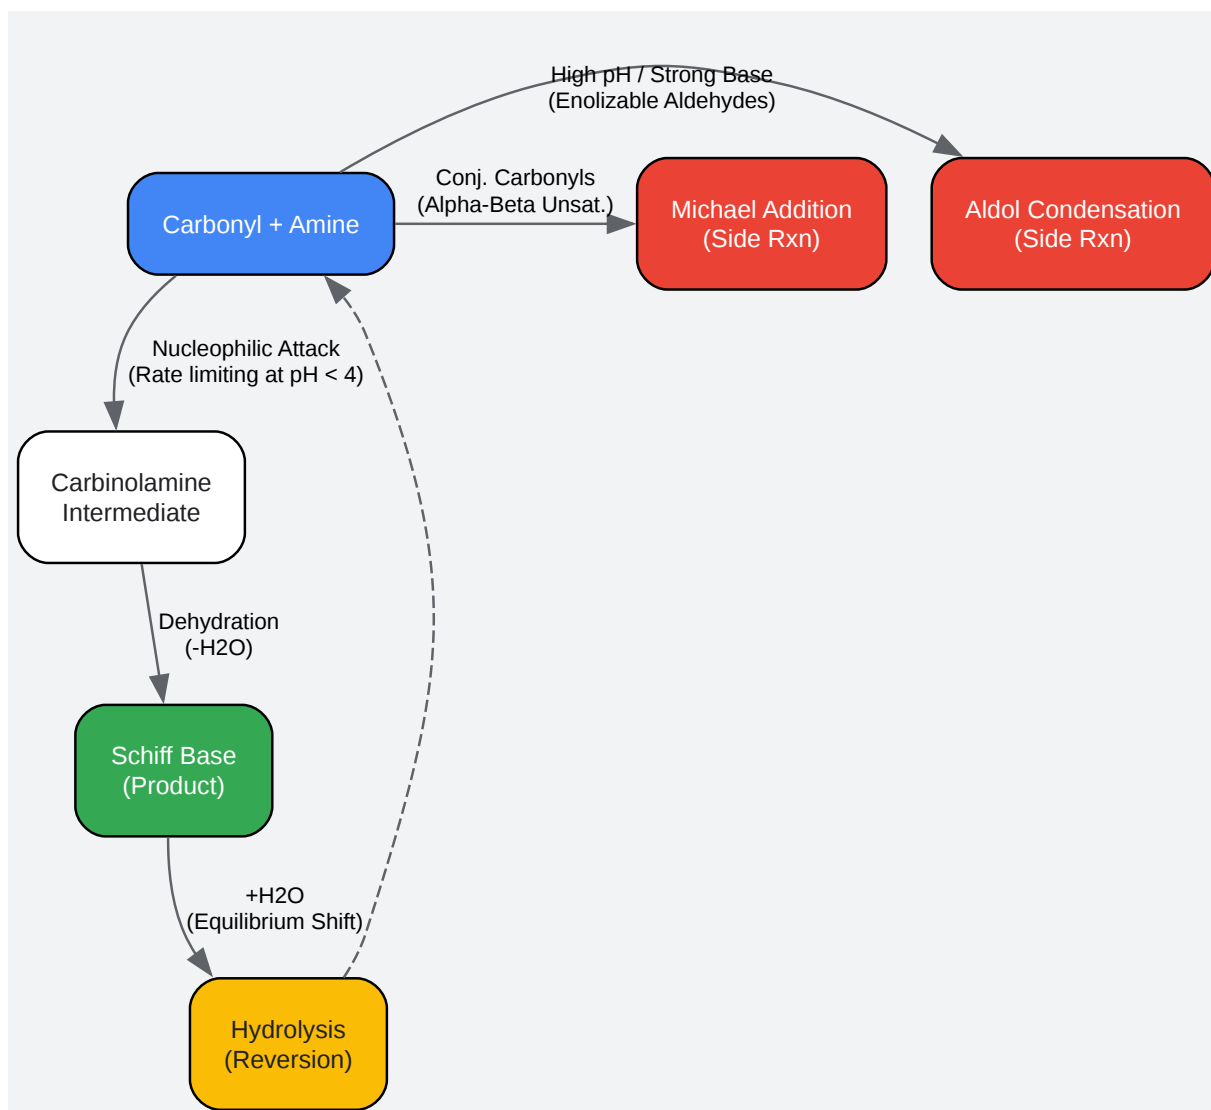 High pH / Strong Base
(Enolizable Aldehydes)
Conj. Carbonyls
(Alpha-Beta Unsat.)
Carbonyl + Amine
Michael Addition
(Side Rxn)
Aldol Condensation
(Side Rxn)
Nucleophilic Attack
(Rate limiting at pH < 4)
Carbinolamine
Intermediate
Dehydration
(-H2O)
Schiff Base
(Product)
+H2O
(Equilibrium Shift)
Hydrolysis
(Reversion)